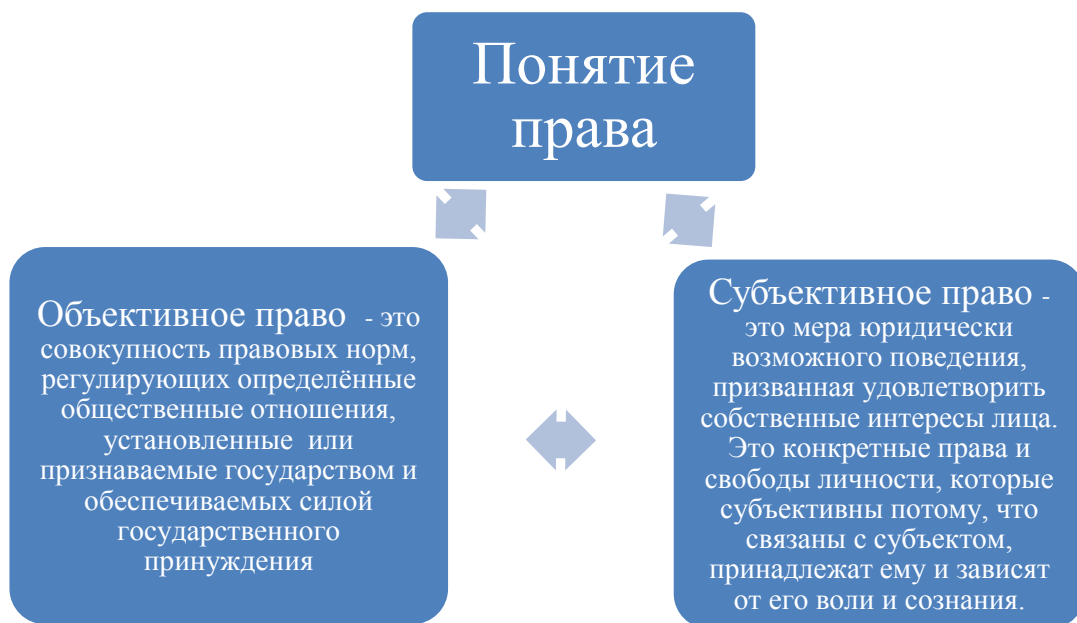 Понятие
права
Объективное право - это
совокупность правовых норм,
регулирующих определённые
общественные отношения,
установленные или
признаваемые государством и
обеспечиваемых силой
государственного
принуждения
Субъективное право -
это мера юридически
возможного поведения,
призванная удовлетворить
собственные интересы лица.
Это конкретные права и
свободы личности, которые
субъективны потому, что
связаны с субъектом,
принадлежат ему и зависят
от его воли и сознания.